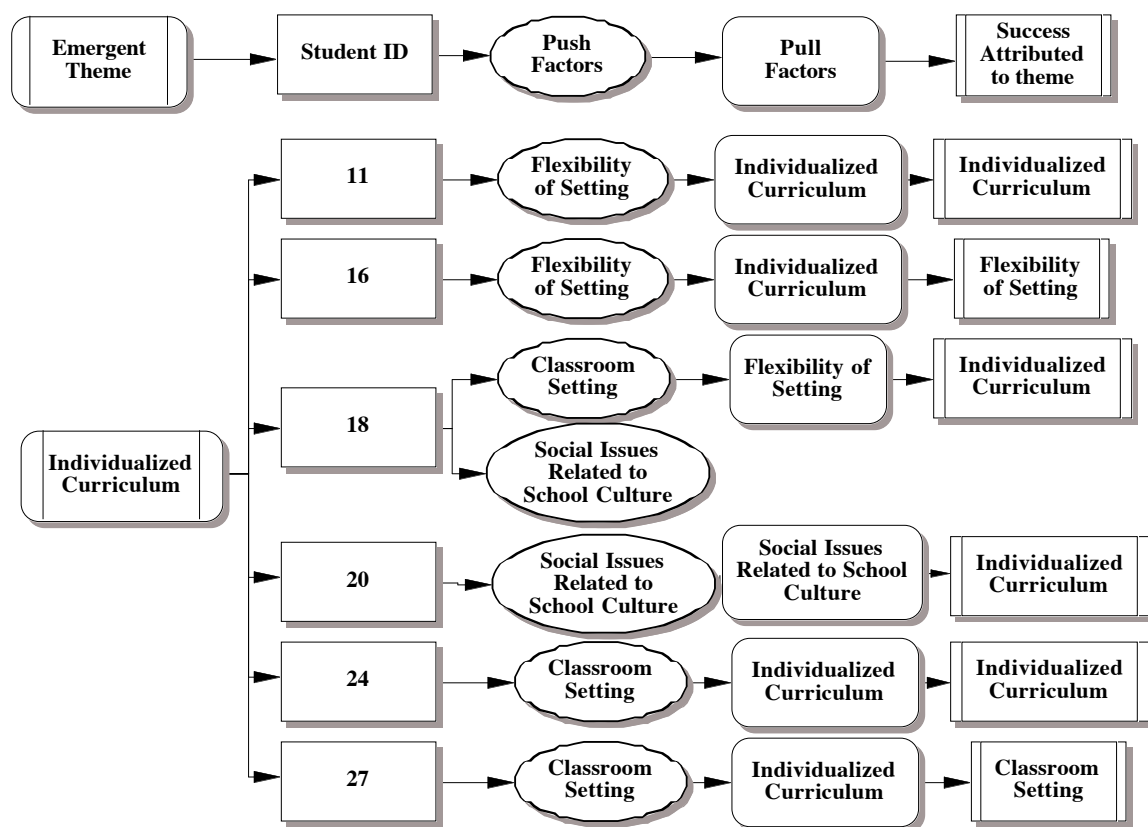 Emergent
Theme
Student ID
Push
Factors
Pull
Factors
Success
Attributed
to theme
Individualized
Curriculum
11
Flexibility
of Setting
Individualized
Curriculum
Individualized
Curriculum
16
Flexibility
of Setting
Individualized
Curriculum
Flexibility
of Setting
18
Classroom
Setting
Social Issues
Related to
School Culture
Flexibility of
Setting
Individualized
Curriculum
20
Social Issues
Related to
School Culture
Social Issues
Related to School
Culture
Individualized
Curriculum
24
Classroom
Setting
Individualized
Curriculum
Individualized
Curriculum
27
Classroom
Setting
Individualized
Curriculum
Classroom
Setting